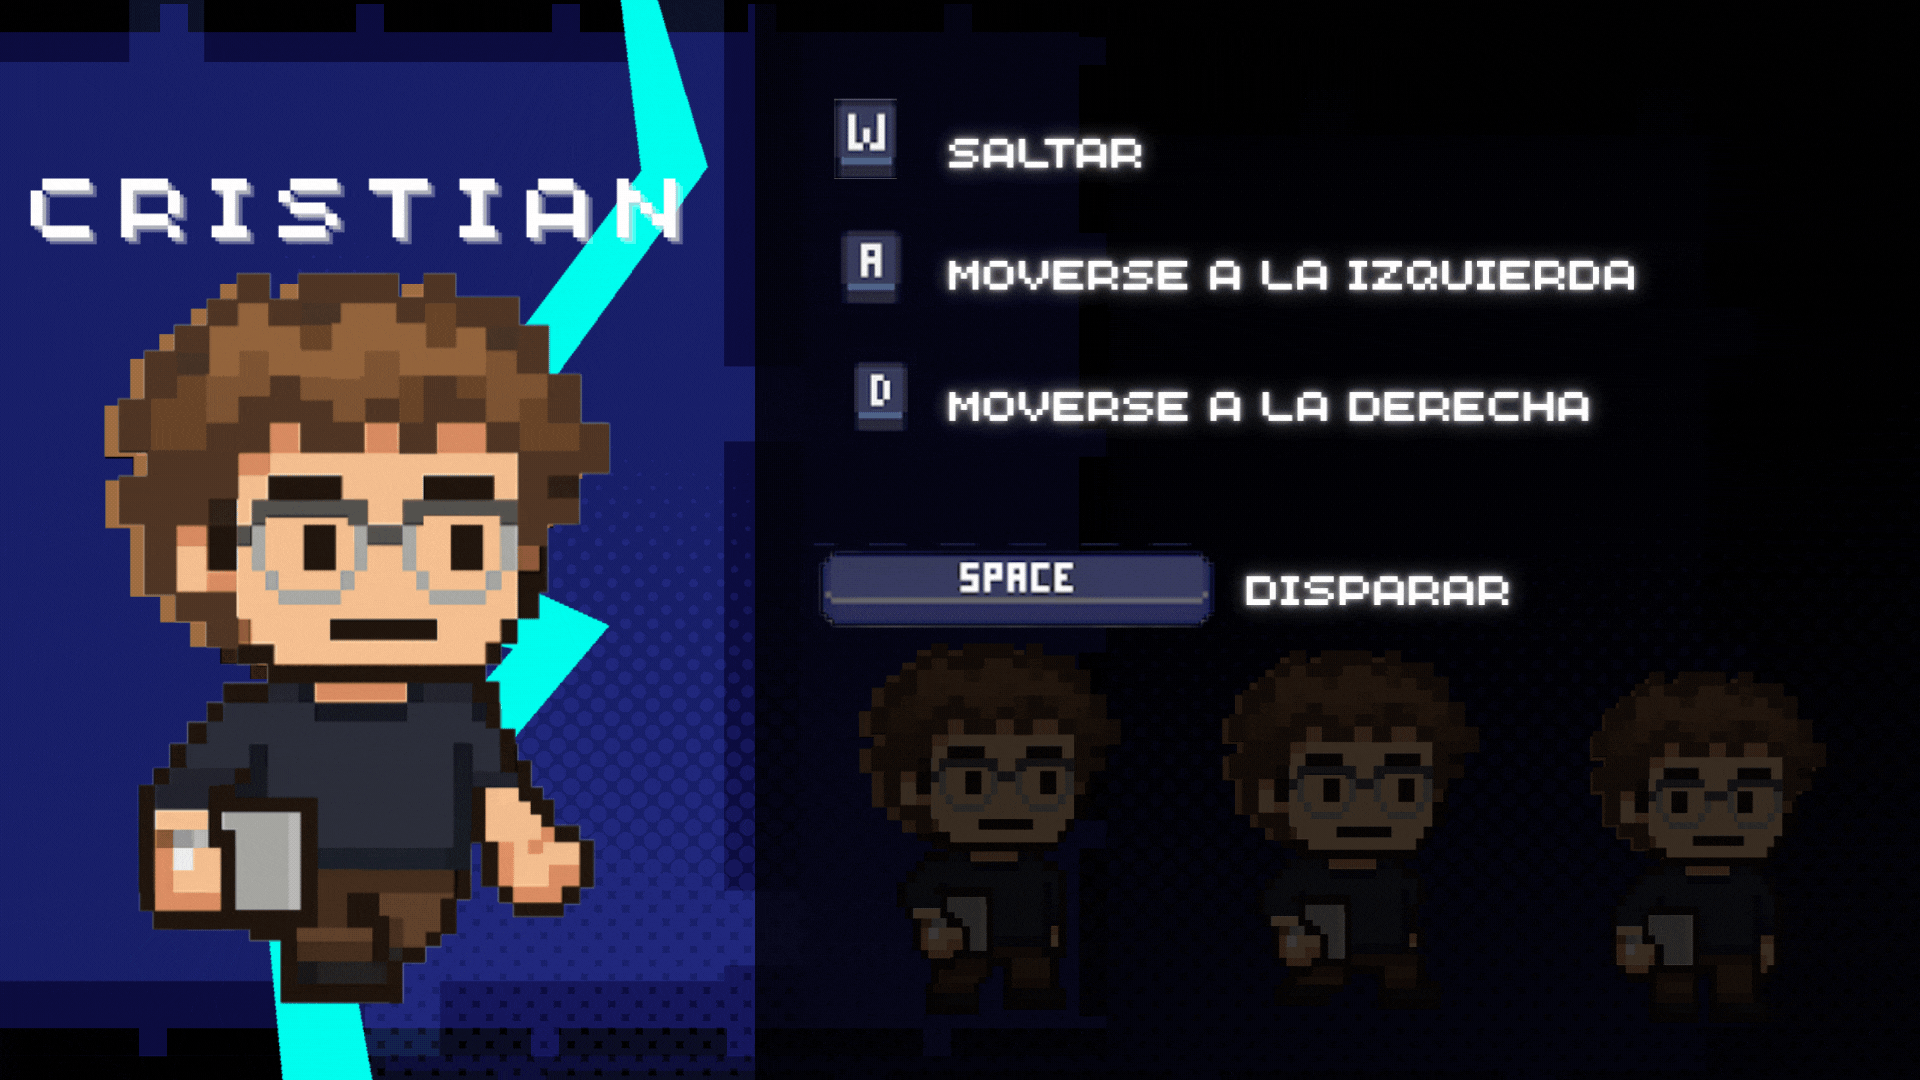 CRISTIAN
W SALTAR
A MOVERSE A LA IZQUIERDA
D MOVERSE A LA DERECHA
SPACE DISPARAR